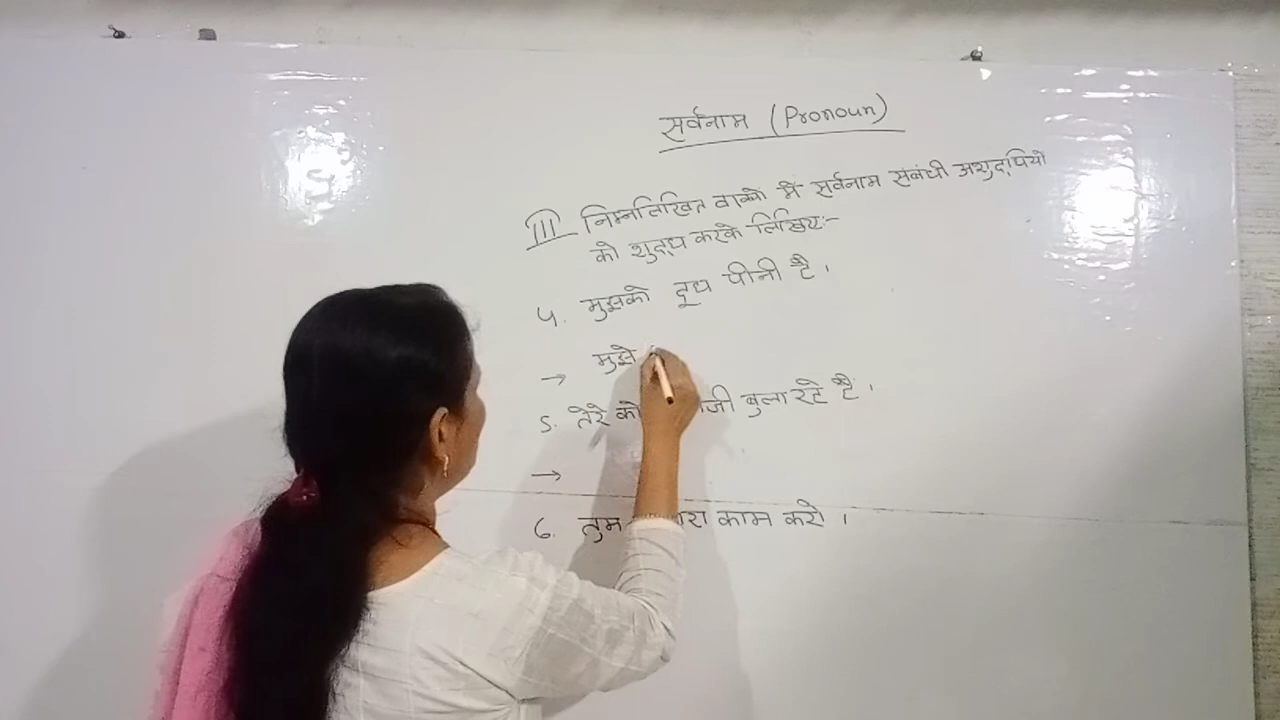 सर्वनाम (Pronoun)
III निम्नलिखित वाक्यों में सर्वनाम संबंधी अशुद्धियों
को शुद्ध करके लिखिए:-
4. मुझको दूध पीनी है।
→ मुझे
5. तेरे को जी बुला रहे है।
→
6. तुम काम करो।